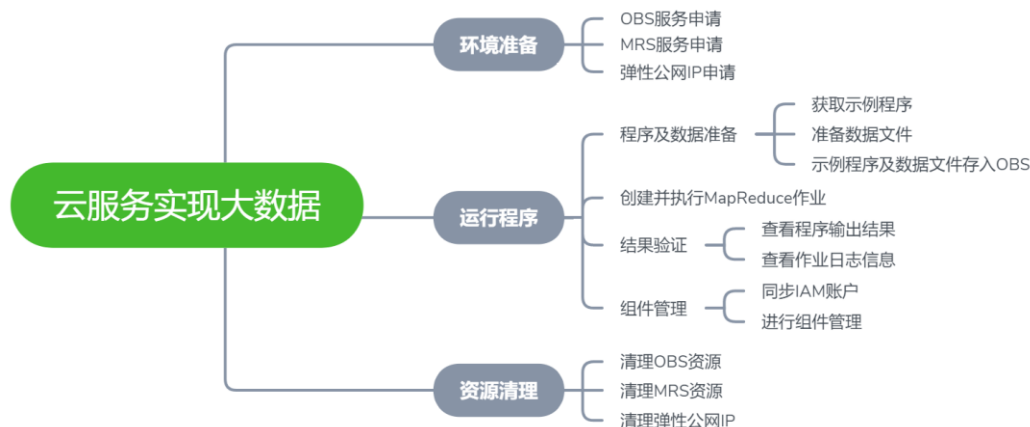 云服务实现大数据
环境准备
OBS服务申请
MRS服务申请
弹性公网IP申请
运行程序
程序及数据准备
获取示例程序
准备数据文件
示例程序及数据文件存入OBS
创建并执行MapReduce作业
结果验证
查看程序输出结果
查看作业日志信息
组件管理
同步IAM账户
进行组件管理
资源清理
清理OBS资源
清理MRS资源
清理弹性公网IP